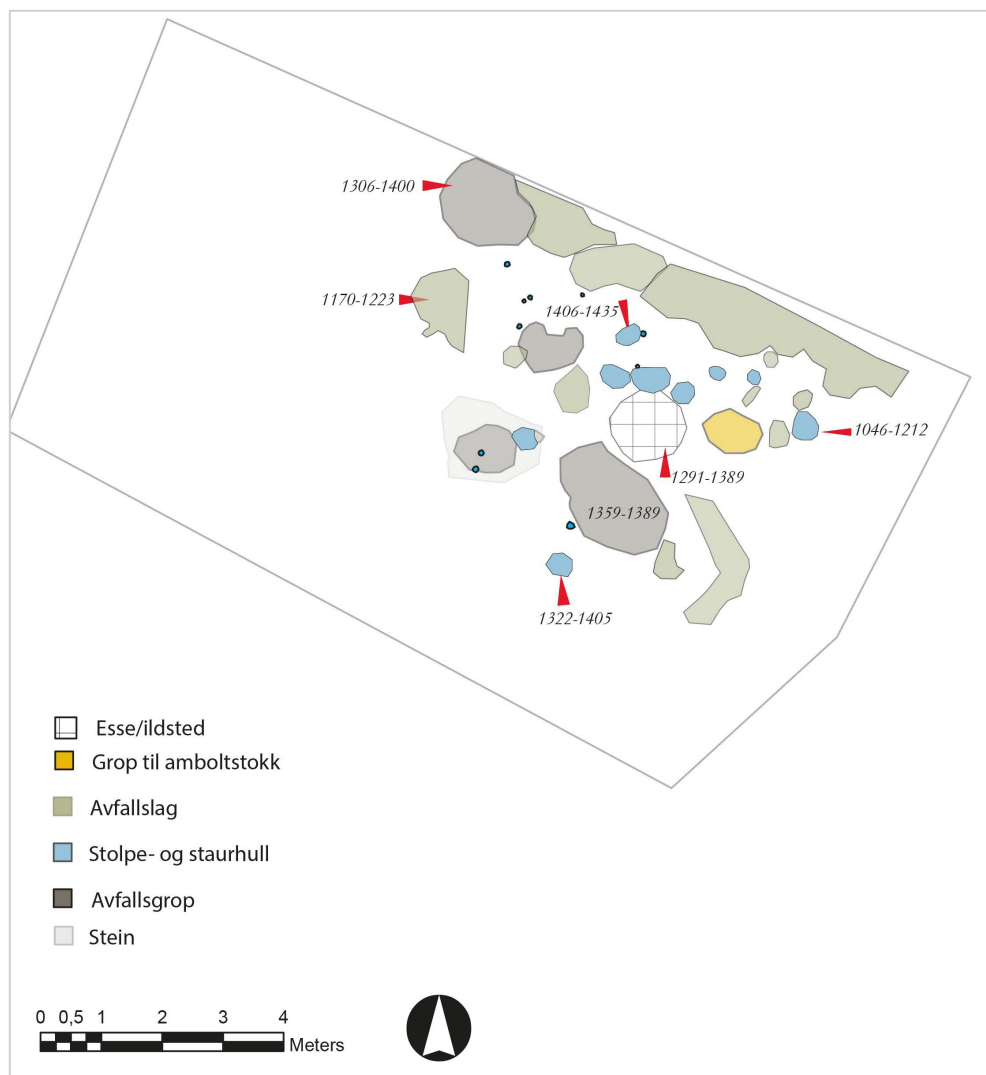 1306-1400
1170-1223
1406-1435
1046-1212
1291-1389
1359-1389
1322-1405
Esse/ildsted
Grop til amboltstokk
Avfallslag
Stolpe- og staurhull
Avfallsgrop
Stein
0 0,5 1 2 3 4
Meters